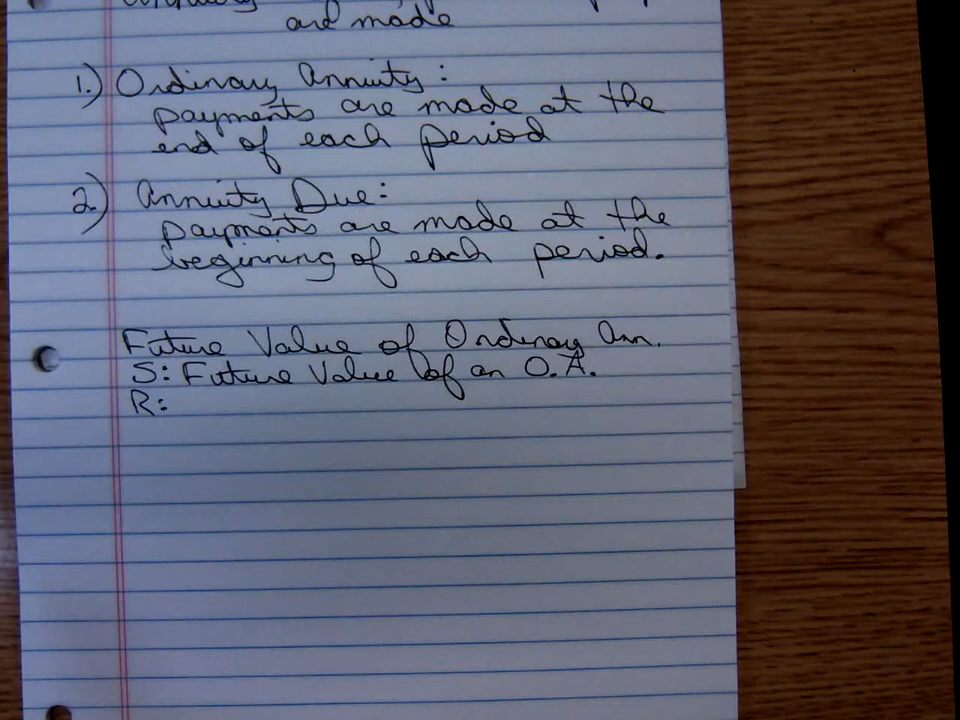 are made
1.) Ordinary Annuity:
payments are made at the
end of each period
2.) Annuity Due:
payments are made at the
beginning of each period.
Future Value of Ordinary Ann.
S: Future Value of an O.A.
R: